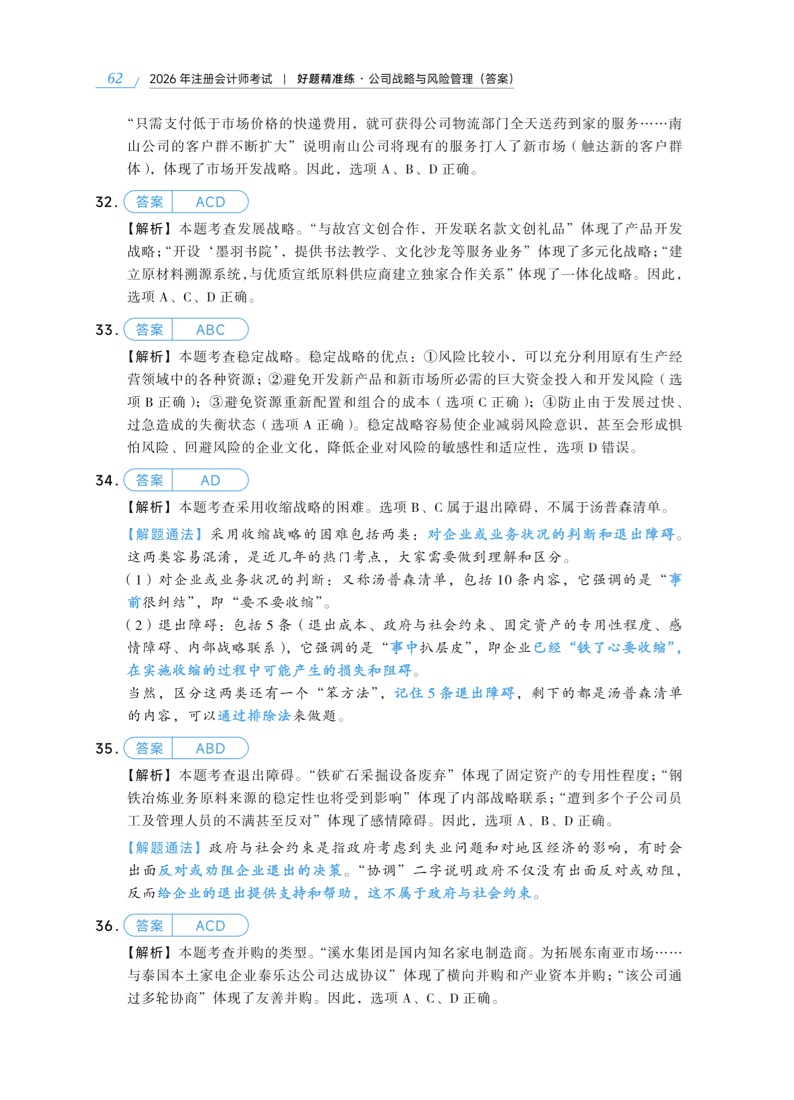 62 2026 年注册会计师考试 | 好题精准练 · 公司战略与风险管理（答案）
“只需支付低于市场价格的快递费用，就可获得公司物流部门全天送药到家的服务……南
山公司的客户群不断扩大”说明南山公司将现有的服务打入了新市场（触达新的客户群
体），体现了市场开发战略。因此，选项 A、B、D 正确。
32. 答案 ACD
【解析】本题考查发展战略。“与故宫文创合作，开发联名款文创礼品”体现了产品开发
战略；“开设‘墨羽书院’，提供书法教学、文化沙龙等服务业务”体现了多元化战略；“建
立原材料溯源系统，与优质宣纸原料供应商建立独家合作关系”体现了一体化战略。因此，
选项 A、C、D 正确。
33. 答案 ABC
【解析】本题考查稳定战略。稳定战略的优点：①风险比较小，可以充分利用原有生产经
营领域中的各种资源；②避免开发新产品和新市场所必需的巨大资金投入和开发风险（选
项 B 正确）；③避免资源重新配置和组合的成本（选项 C 正确）；④防止由于发展过快、
过急造成的失衡状态（选项 A 正确）。稳定战略容易使企业减弱风险意识，甚至会形成惧
怕风险、回避风险的企业文化，降低企业对风险的敏感性和适应性，选项 D 错误。
34. 答案 AD
【解析】本题考查采用收缩战略的困难。选项 B、C 属于退出障碍，不属于汤普森清单。
【解题通法】采用收缩战略的困难包括两类：对企业或业务状况的判断和退出障碍。
这两类容易混淆，是近几年的热门考点，大家需要做到理解和区分。
（1）对企业或业务状况的判断：又称汤普森清单，包括 10 条内容，它强调的是“事
前很纠结”，即“要不要收缩”。
（2）退出障碍：包括 5 条（退出成本、政府与社会约束、固定资产的专用性程度、感
情障碍、内部战略联系），它强调的是“事中扒层皮”，即企业已经“铁了心要收缩”，
在实施收缩的过程中可能产生的损失和阻碍。
当然，区分这两类还有一个“笨方法”，记住 5 条退出障碍，剩下的都是汤普森清单
的内容，可以通过排除法来做题。
35. 答案 ABD
【解析】本题考查退出障碍。“铁矿石采掘设备废弃”体现了固定资产的专用性程度；“钢
铁冶炼业务原料来源的稳定性也将受到影响”体现了内部战略联系；“遭到多个子公司员
工及管理人员的不满甚至反对”体现了感情障碍。因此，选项 A、B、D 正确。
【解题通法】政府与社会约束是指政府考虑到失业问题和对地区经济的影响，有时会
出面反对或劝阻企业退出的决策。“协调”二字说明政府不仅没有出面反对或劝阻，
反而给企业的退出提供支持和帮助，这不属于政府与社会约束。
36. 答案 ACD
【解析】本题考查并购的类型。“溪水集团是国内知名家电制造商。为拓展东南亚市场……
与泰国本土家电企业泰乐达公司达成协议”体现了横向并购和产业资本并购；“该公司通
过多轮协商”体现了友善并购。因此，选项 A、C、D 正确。